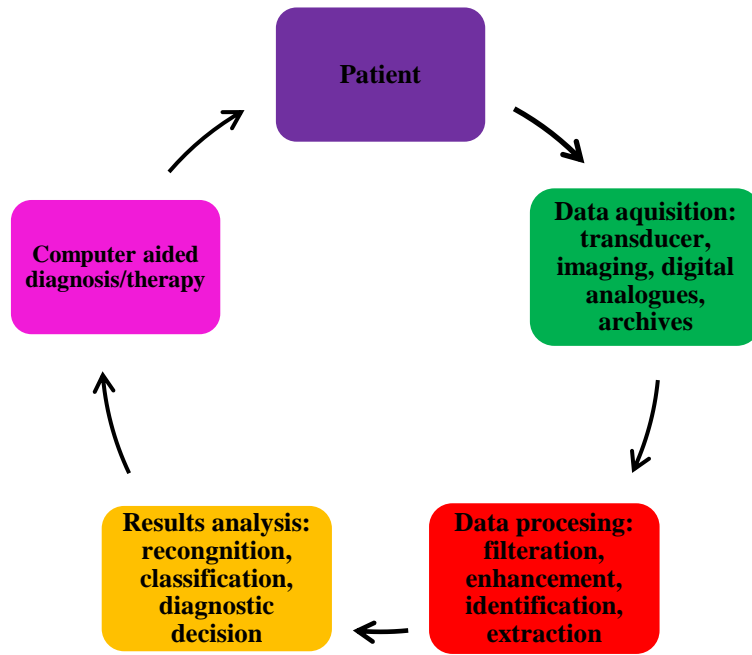 Patient
Data aquisition:
transducer,
imaging, digital
analogues,
archives
Data procesing:
filteration,
enhancement,
identification,
extraction
Results analysis:
recongnition,
classification,
diagnostic
decision
Computer aided
diagnosis/therapy